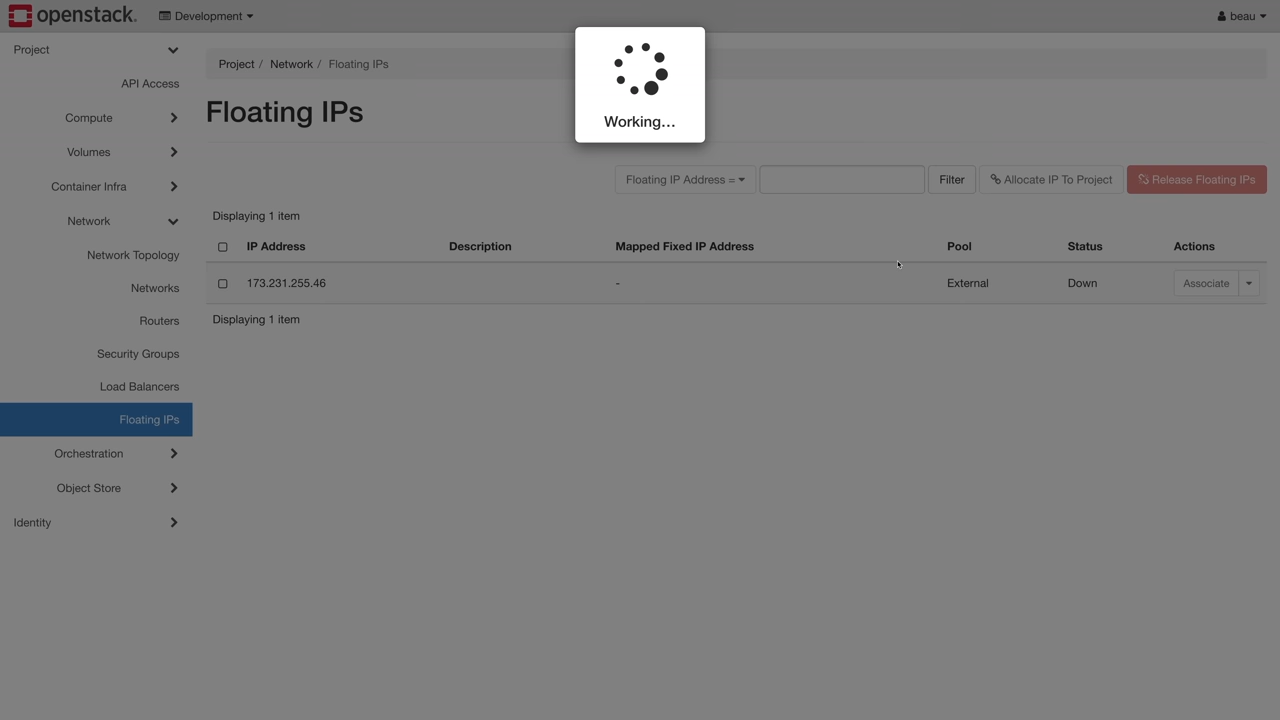 openstack.
Development
beau
Project
API Access
Compute
Volumes
Container Infra
Network
Network Topology
Networks
Routers
Security Groups
Load Balancers
Floating IPs
Orchestration
Object Store
Identity
Project / Network / Floating IPs
Floating IPs
Working...
Floating IP Address = Filter Allocate IP To Project Release Floating IPs
Displaying 1 item
IP Address Description Mapped Fixed IP Address Pool Status Actions
173.231.255.46 - External Down Associate
Displaying 1 item